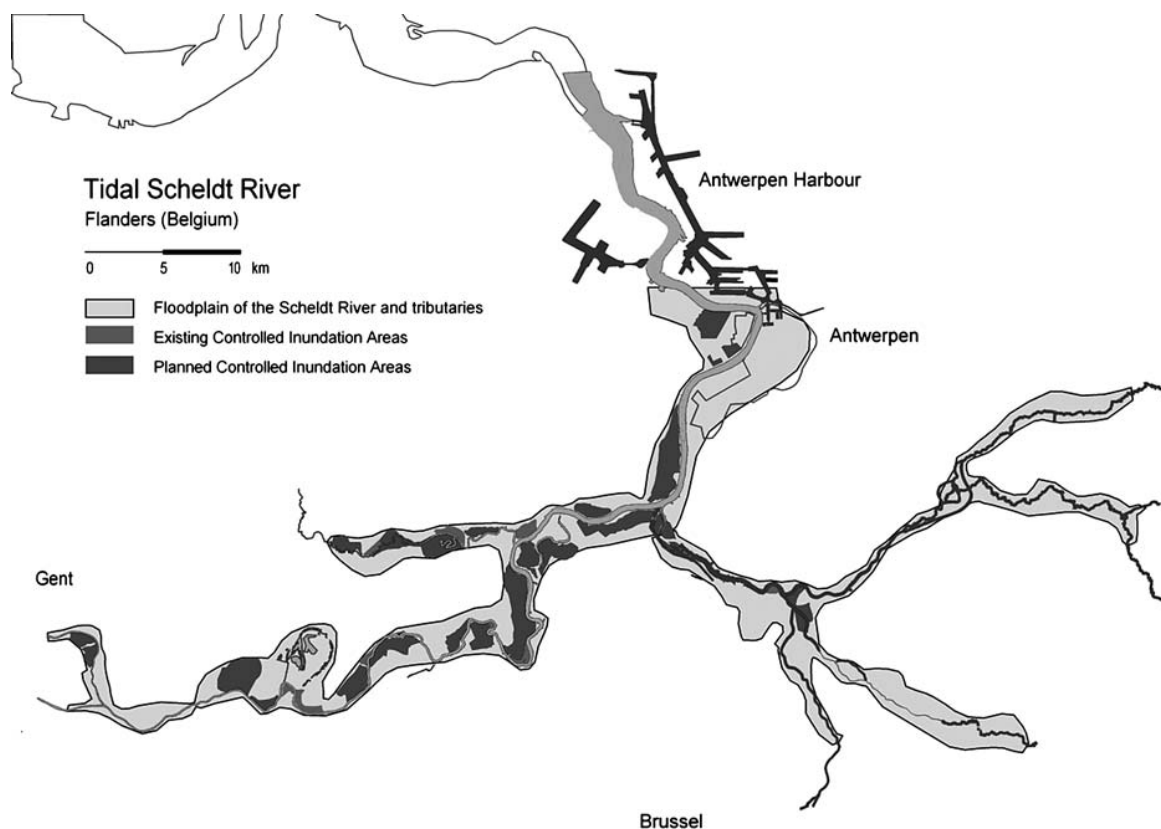 Tidal Scheldt River
Flanders (Belgium)
0 5 10 km
Floodplain of the Scheldt River and tributaries
Existing Controlled Inundation Areas
Planned Controlled Inundation Areas
Antwerpen Harbour
Antwerpen
Gent
Brussel